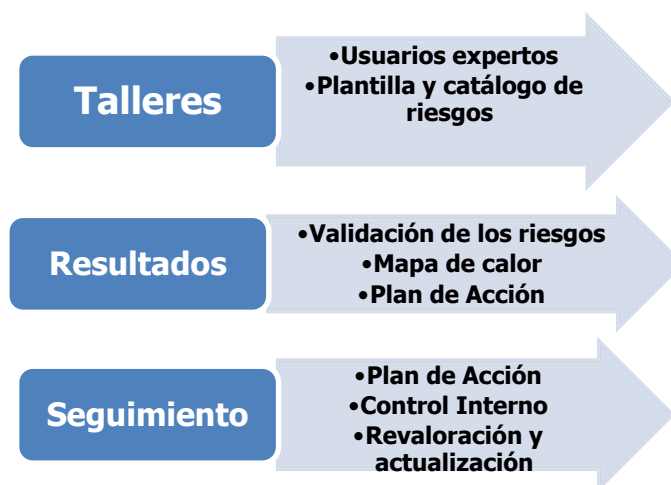 Talleres
•Usuarios expertos
•Plantilla y catálogo de
riesgos
Resultados
•Validación de los riesgos
•Mapa de calor
•Plan de Acción
Seguimiento
•Plan de Acción
•Control Interno
•Revaloración y
actualización